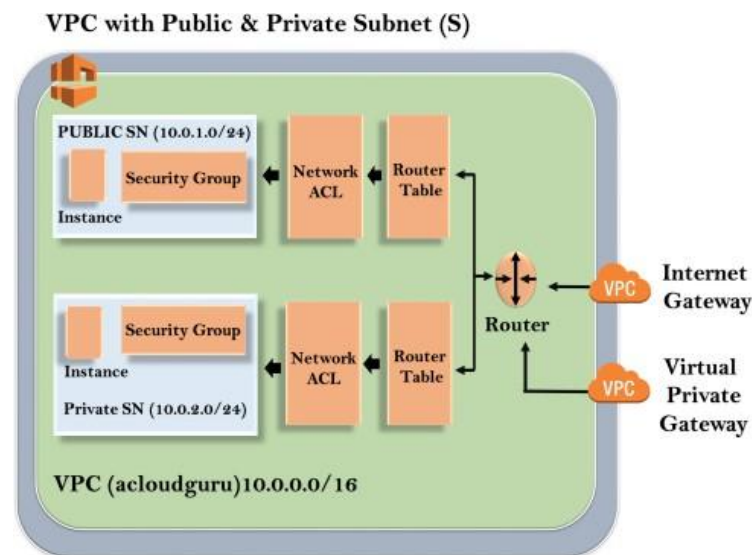 VPC with Public & Private Subnet (S)
PUBLIC SN (10.0.1.0/24)
Security Group
Instance
Network
ACL
Router
Table
Security Group
Instance
Private SN (10.0.2.0/24)
Network
ACL
Router
Table
Router
VPC
Internet
Gateway
VPC
Virtual
Private
Gateway
VPC (acloudguru)10.0.0.0/16